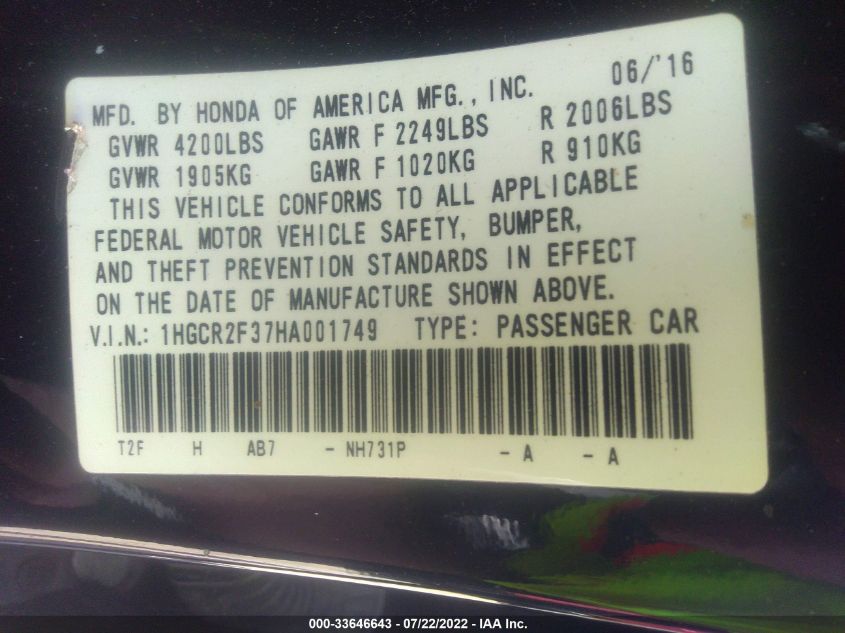 MFD. BY HONDA OF AMERICA MFG., INC. 06/'16
GVWR 4200LBS GAWR F 2249LBS R 2006LBS
GVWR 1905KG GAWR F 1020KG R 910KG
THIS VEHICLE CONFORMS TO ALL APPLICABLE
FEDERAL MOTOR VEHICLE SAFETY, BUMPER,
AND THEFT PREVENTION STANDARDS IN EFFECT
ON THE DATE OF MANUFACTURE SHOWN ABOVE.
V.I.N.: 1HGCR2F37HA001749 TYPE: PASSENGER CAR
T2F H AB7 - NH731P - A - A
000-33646643 / 07/22/2022 - IAA Inc.